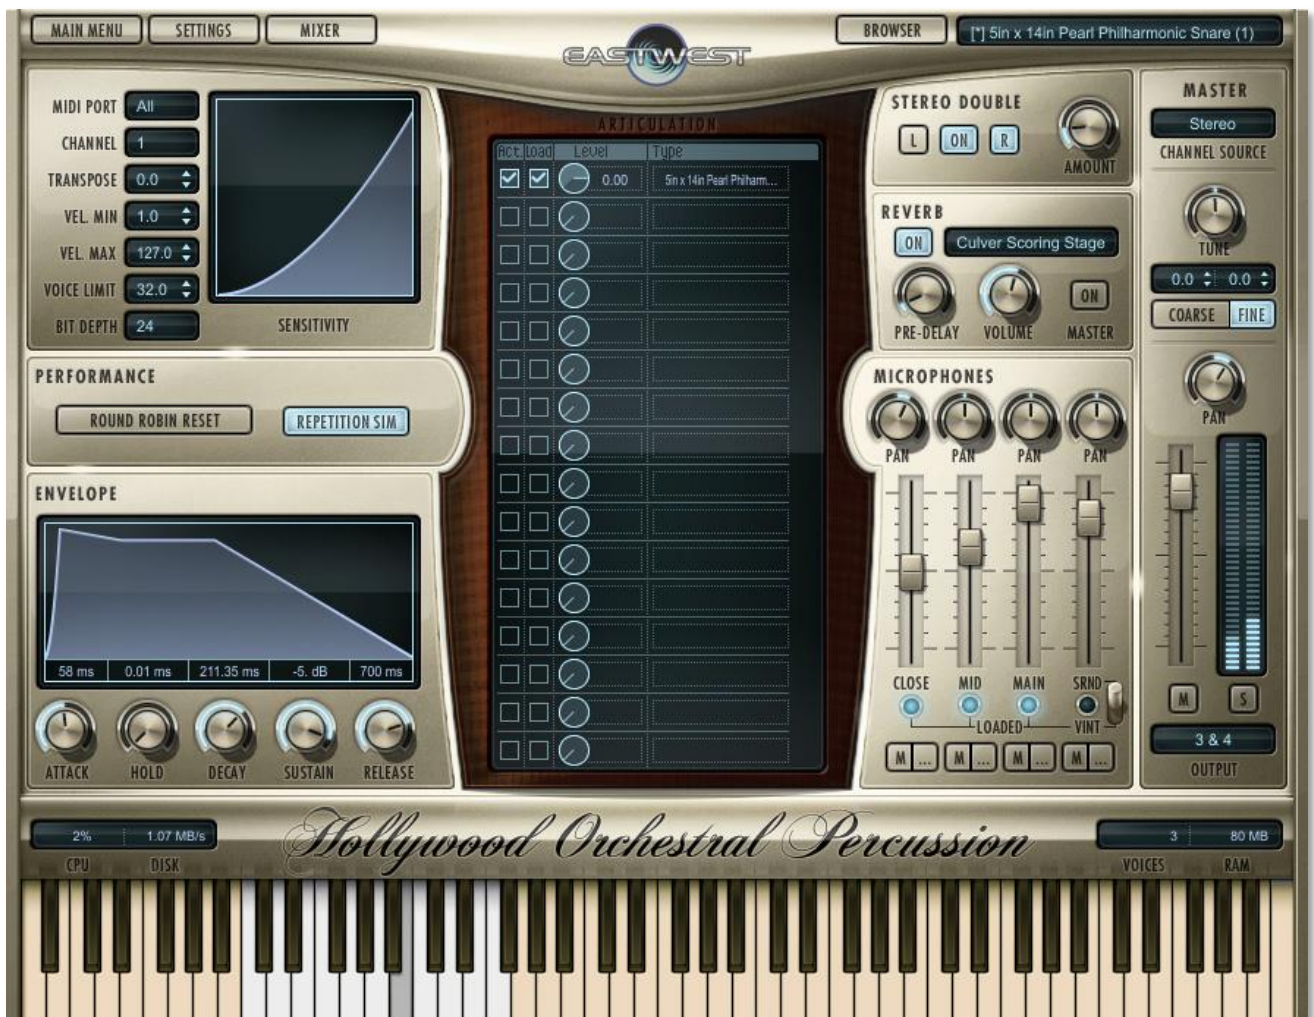 MAIN MENU SETTINGS MIXER
EASTWEST
BROWSER [*] 5in x 14in Pearl Philharmonic Snare (1)
MIDI PORT All
CHANNEL 1
TRANSPOSE 0.0
VEL. MIN 1.0
VEL. MAX 127.0
VOICE LIMIT 32.0
BIT DEPTH 24
SENSITIVITY
PERFORMANCE
ROUND ROBIN RESET REPETITION SIM
ENVELOPE
58 ms 0.01 ms 211.35 ms -5. dB 700 ms
ATTACK HOLD DECAY SUSTAIN RELEASE
ARTICULATION
Act. Load Level Type
0.00 5in x 14in Pearl Philharm...
STEREO DOUBLE
L ON R
AMOUNT
REVERB
ON Culver Scoring Stage
ON
PRE-DELAY VOLUME MASTER
MICROPHONES
PAN PAN PAN PAN
CLOSE MID MAIN SRND
LOADED VINT
M ... M ... M ... M ...
MASTER
Stereo
CHANNEL SOURCE
TUNE
0.0 0.0
COARSE FINE
PAN
M S
3 & 4
OUTPUT
2% 1.07 MB/s
CPU DISK
Hollywood Orchestral Percussion
3 80 MB
VOICES RAM